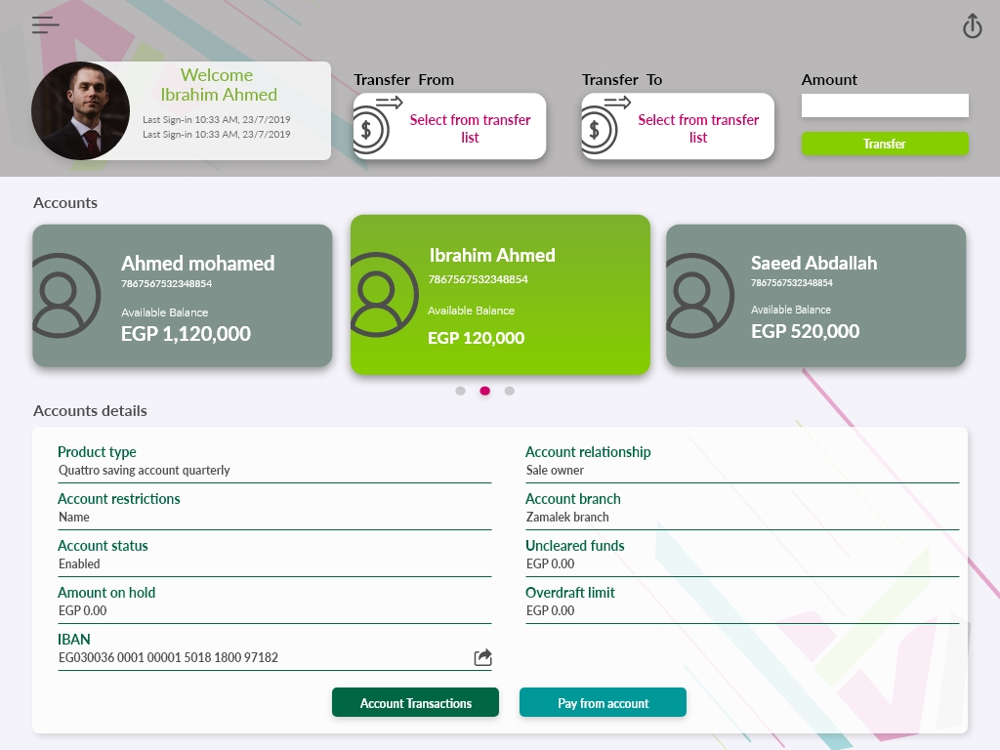 Welcome
Ibrahim Ahmed
Last Sign-in 10:33 AM, 23/7/2019
Last Sign-in 10:33 AM, 23/7/2019
Transfer From
$
Select from transfer
list
Transfer To
$
Select from transfer
list
Amount
Transfer
Accounts
Ahmed mohamed
7867567532348854
Available Balance
EGP 1,120,000
Ibrahim Ahmed
7867567532348854
Available Balance
EGP 120,000
Saeed Abdallah
7867567532348854
Available Balance
EGP 520,000
Accounts details
Product type
Quattro saving account quarterly
Account relationship
Sale owner
Account restrictions
Name
Account branch
Zamalek branch
Account status
Enabled
Uncleared funds
EGP 0.00
Amount on hold
EGP 0.00
Overdraft limit
EGP 0.00
IBAN
EG030036 0001 00001 5018 1800 97182
Account Transactions
Pay from account